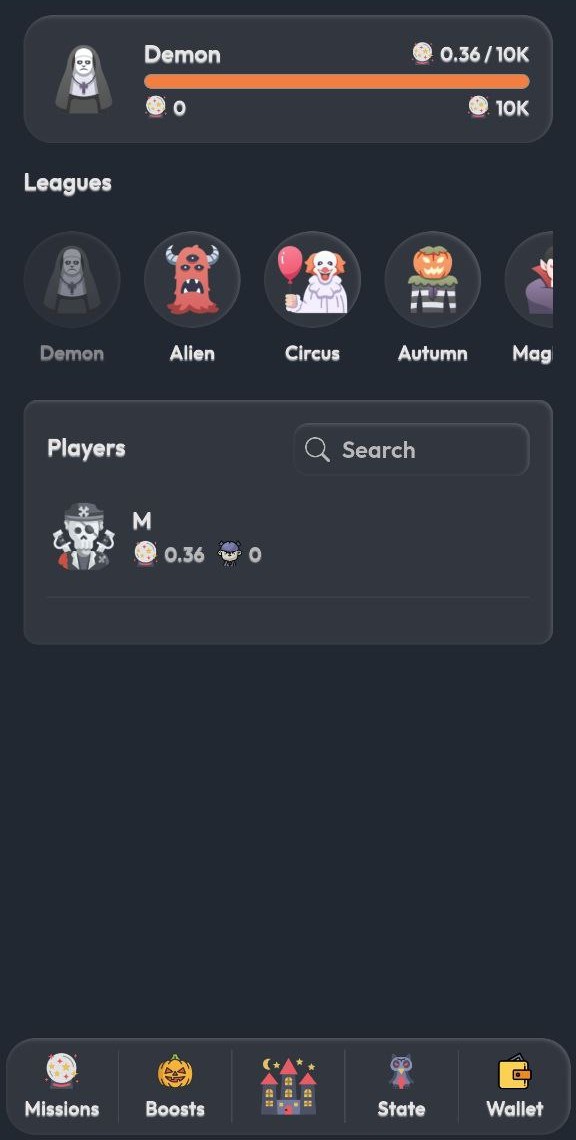 Demon 0.36 / 10K
0 10K
Leagues
Demon Alien Circus Autumn Mag
Players Search
M
0.36 0
Missions Boosts State Wallet